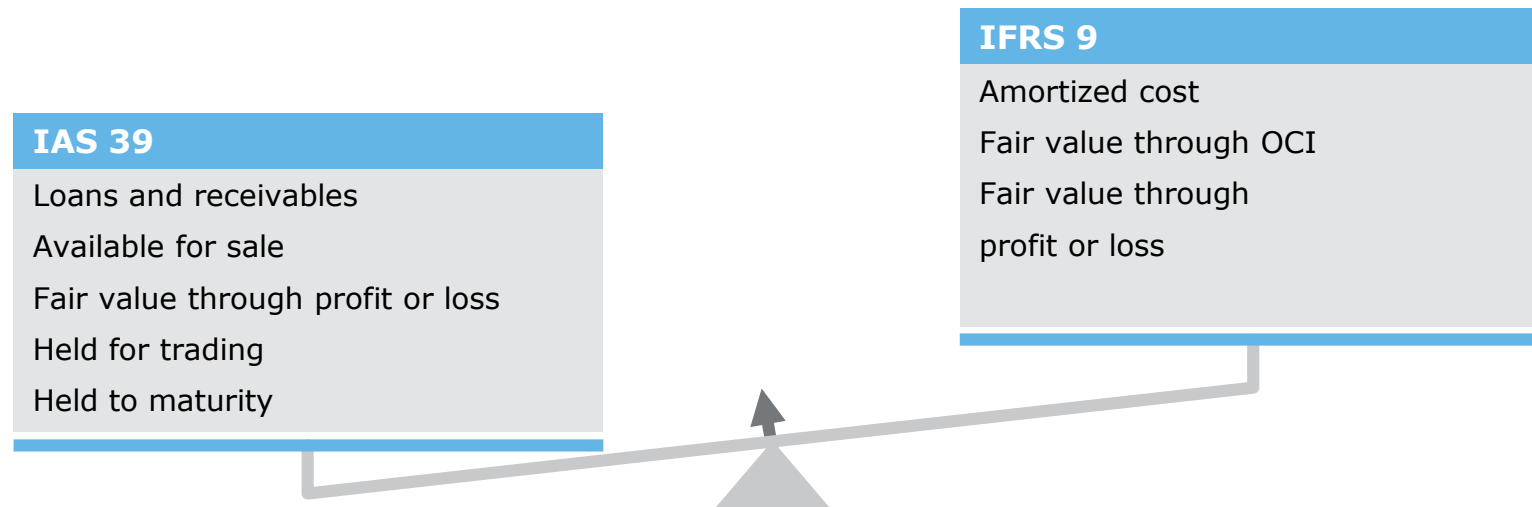 IAS 39
Loans and receivables
Available for sale
Fair value through profit or loss
Held for trading
Held to maturity
IFRS 9
Amortized cost
Fair value through OCI
Fair value through
profit or loss